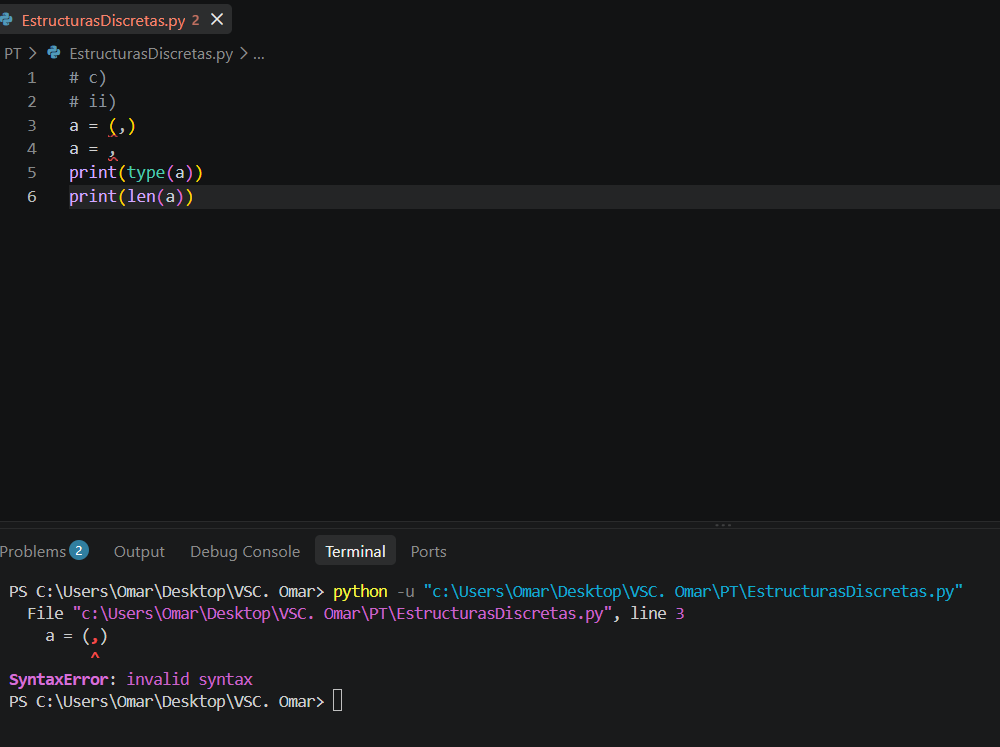 EstructurasDiscretas.py 2
PT > EstructurasDiscretas.py > ...
1 # c)
2 # ii)
3 a = (,)
4 a = ,
5 print(type(a))
6 print(len(a))
Problems 2 Output Debug Console Terminal Ports
PS C:\Users\Omar\Desktop\VSC. Omar> python -u "c:\Users\Omar\Desktop\VSC. Omar\PT\EstructurasDiscretas.py"
File "c:\Users\Omar\Desktop\VSC. Omar\PT\EstructurasDiscretas.py", line 3
a = (,)
^
SyntaxError: invalid syntax
PS C:\Users\Omar\Desktop\VSC. Omar>